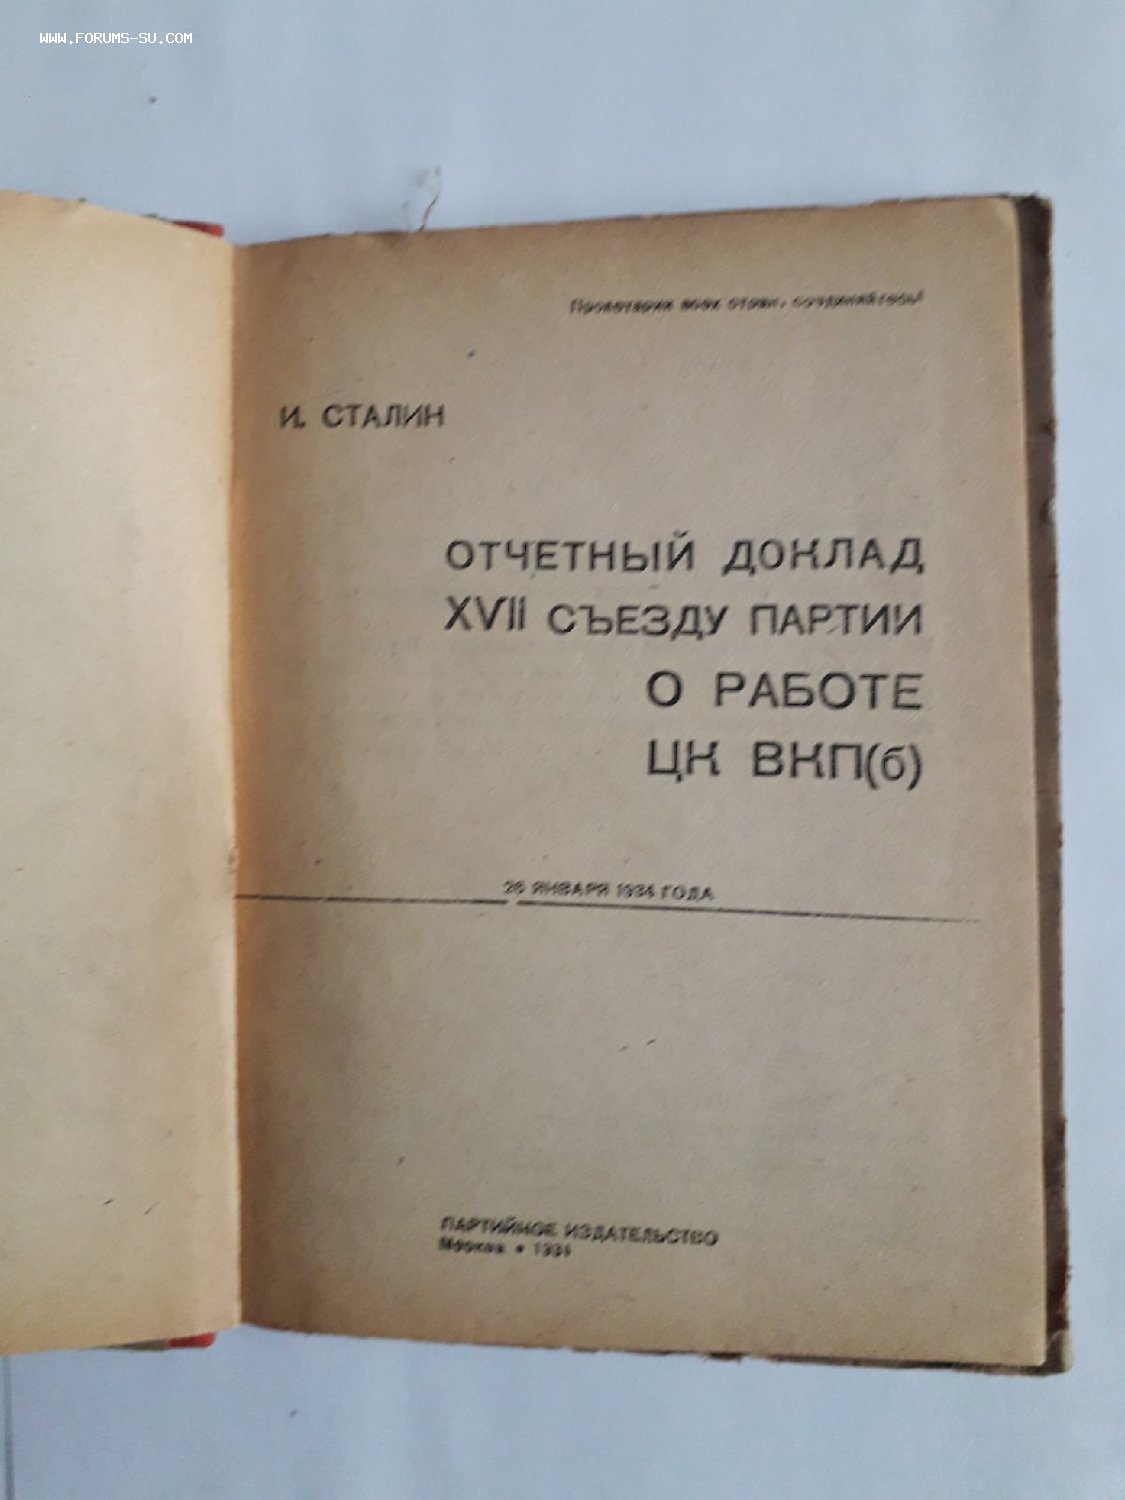 WWW.FORUMS-SU.COM
Пролетарии всех стран, соединяйтесь!
И. СТАЛИН
ОТЧЕТНЫЙ ДОКЛАД
XVII СЪЕЗДУ ПАРТИИ
О РАБОТЕ
ЦК ВКП(б)
26 ЯНВАРЯ 1934 ГОДА
ПАРТИЙНОЕ ИЗДАТЕЛЬСТВО
Москва • 1934